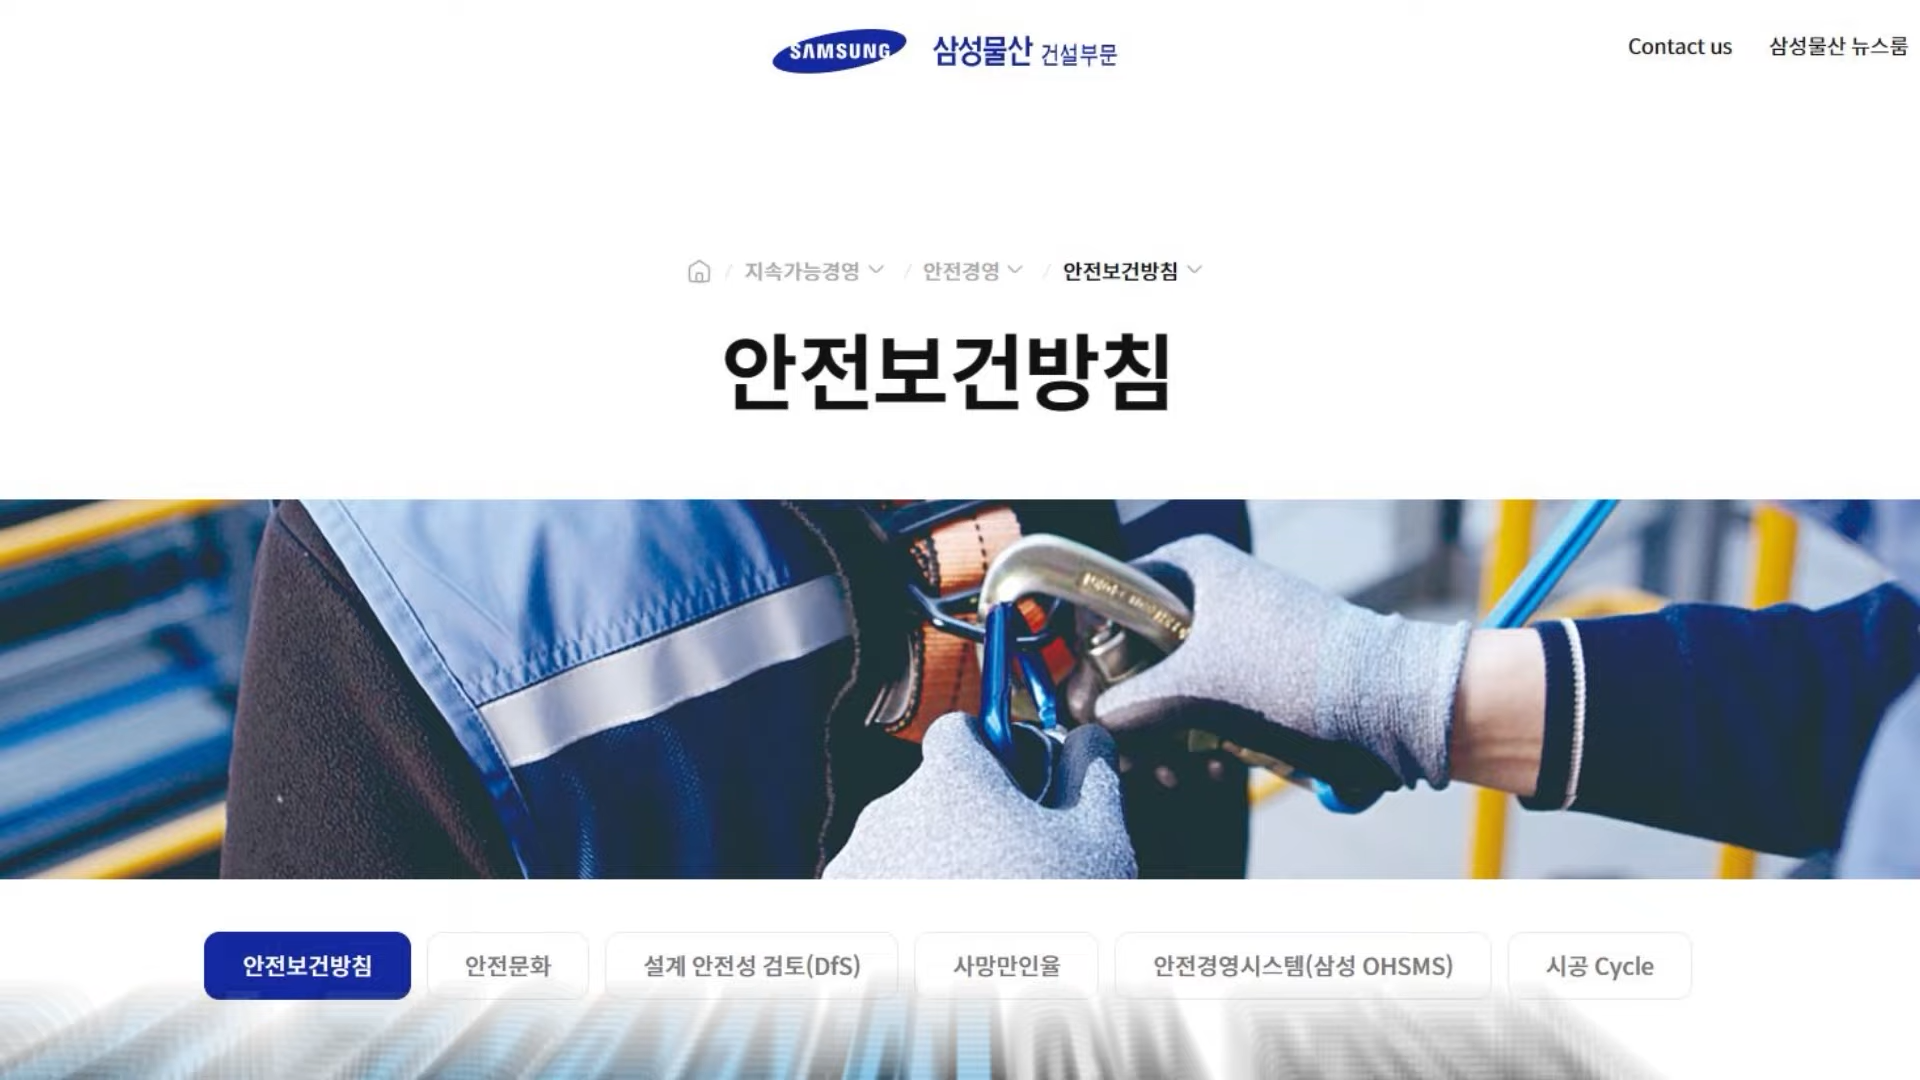 SAMSUNG 삼성물산 건설부문
Contact us 삼성물산 뉴스룸
지속가능경영 / 안전경영 / 안전보건방침
안전보건방침
안전보건방침 안전문화 설계 안전성 검토(DfS) 사망만인율 안전경영시스템(삼성 OHSMS) 시공 Cycle